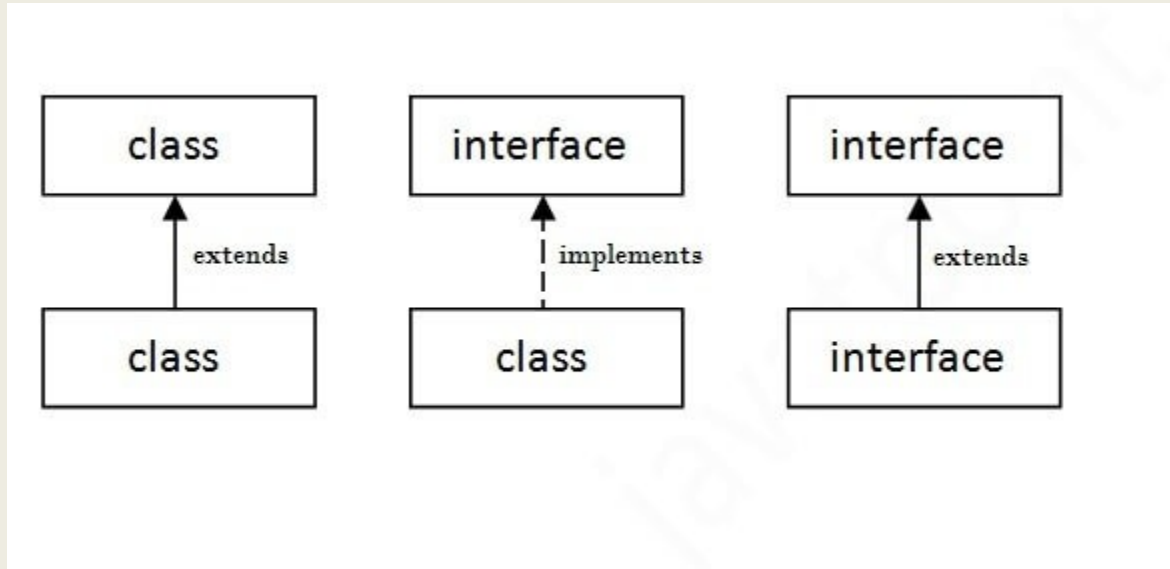 class
interface
interface
extends
implements
extends
class
class
interface